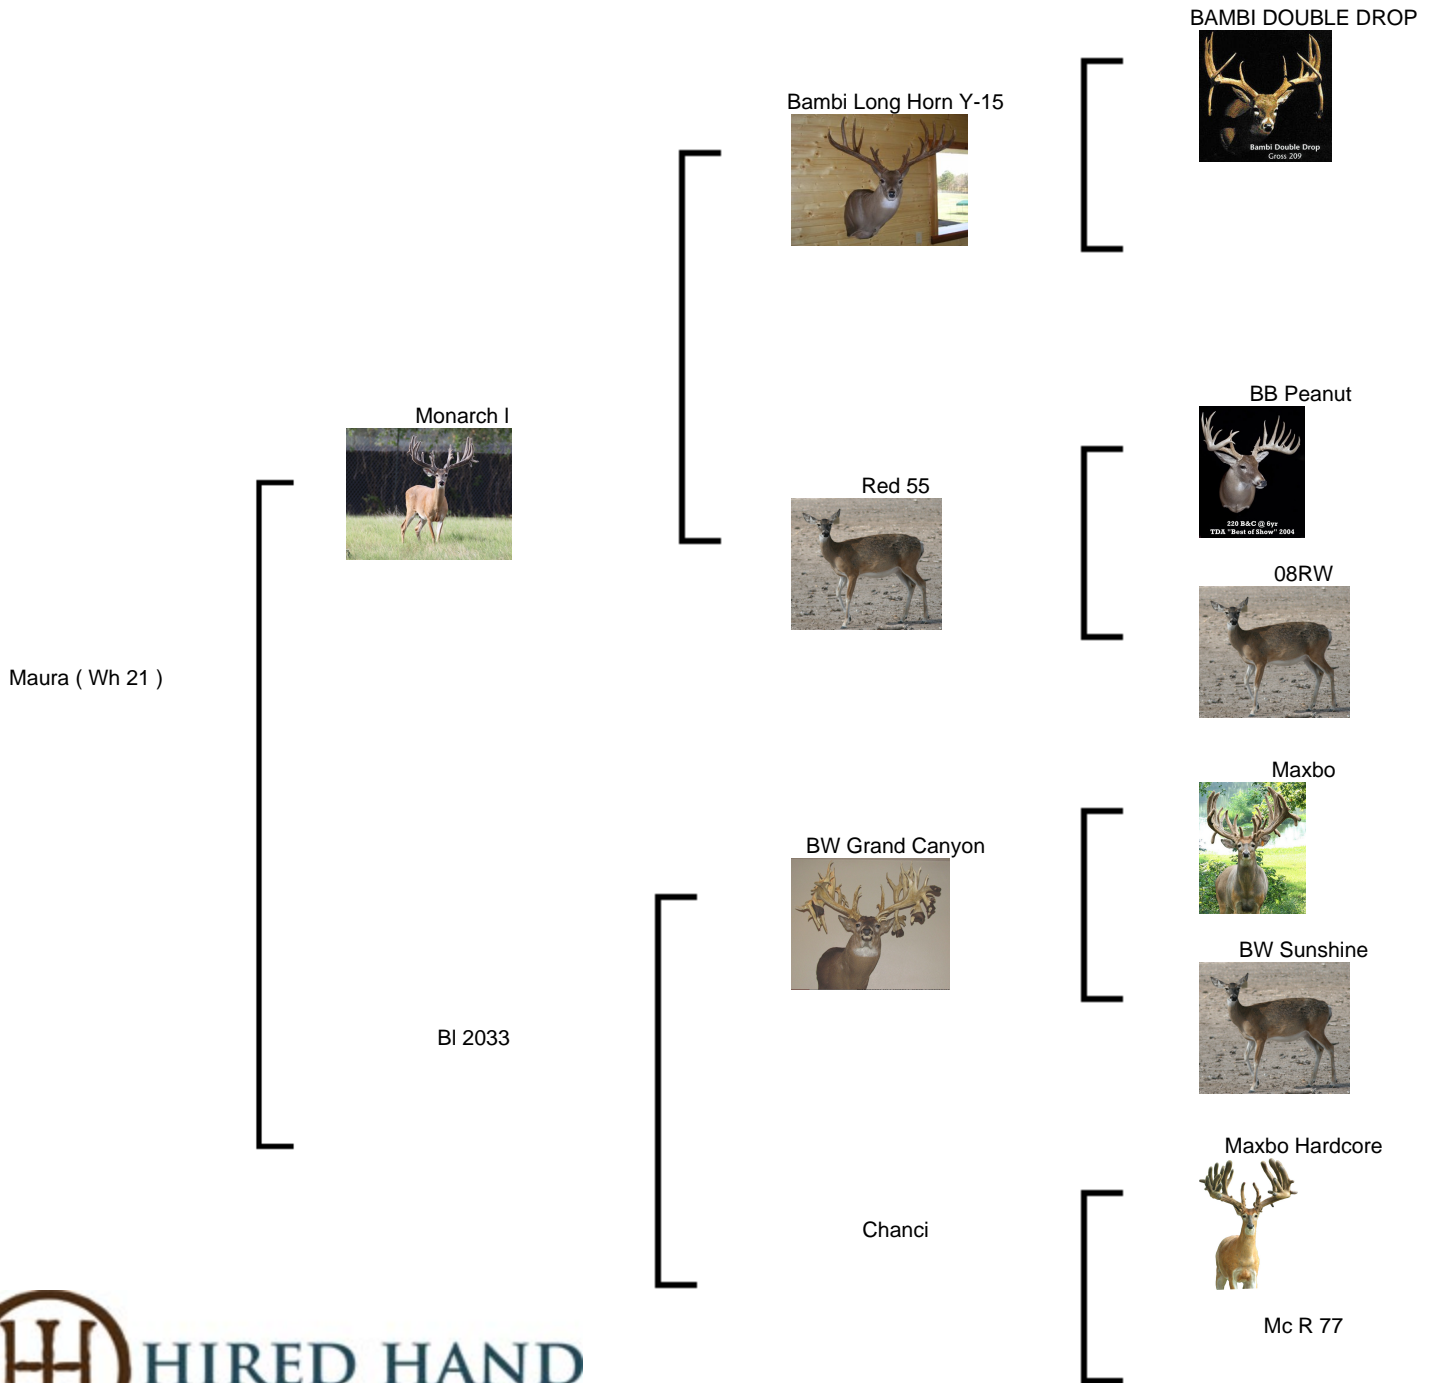 BAMBI DOUBLE DROP
Bambi Double Drop
Gross 209
Bambi Long Horn Y-15
Monarch I
BB Peanut
220 B&C @ 6yr
TDA "Best of Show" 2004
Red 55
08RW
Maura ( Wh 21 )
Maxbo
BW Grand Canyon
BW Sunshine
Bl 2033
Maxbo Hardcore
Chanci
Mc R 77
HIRED HAND